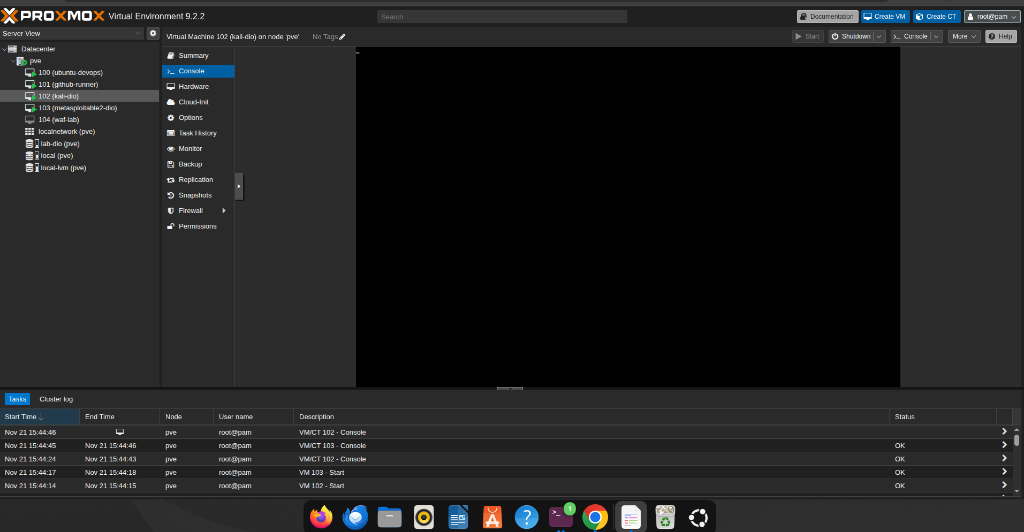 PROXMOX Virtual Environment 9.2.2
Search
Documentation
Create VM
Create CT
root@pam
Server View
Virtual Machine 102 (kali-dio) on node 'pve'
No Tags
Start
Shutdown
Console
More
Help
Datacenter
pve
100 (ubuntu-devops)
101 (github-runner)
102 (kali-dio)
103 (metasploitable2-dio)
104 (waf-lab)
localnetwork (pve)
lab-dio (pve)
local (pve)
local-lvm (pve)
Summary
Console
Hardware
Cloud-Init
Options
Task History
Monitor
Backup
Replication
Snapshots
Firewall
Permissions
Tasks
Cluster log
Start Time
End Time
Node
User name
Description
Status
Nov 21 15:44:46 pve root@pam VM/CT 102 - Console
Nov 21 15:44:45 Nov 21 15:44:46 pve root@pam VM/CT 103 - Console OK
Nov 21 15:44:24 Nov 21 15:44:43 pve root@pam VM/CT 102 - Console OK
Nov 21 15:44:17 Nov 21 15:44:18 pve root@pam VM 103 - Start OK
Nov 21 15:44:14 Nov 21 15:44:15 pve root@pam VM 102 - Start OK
1